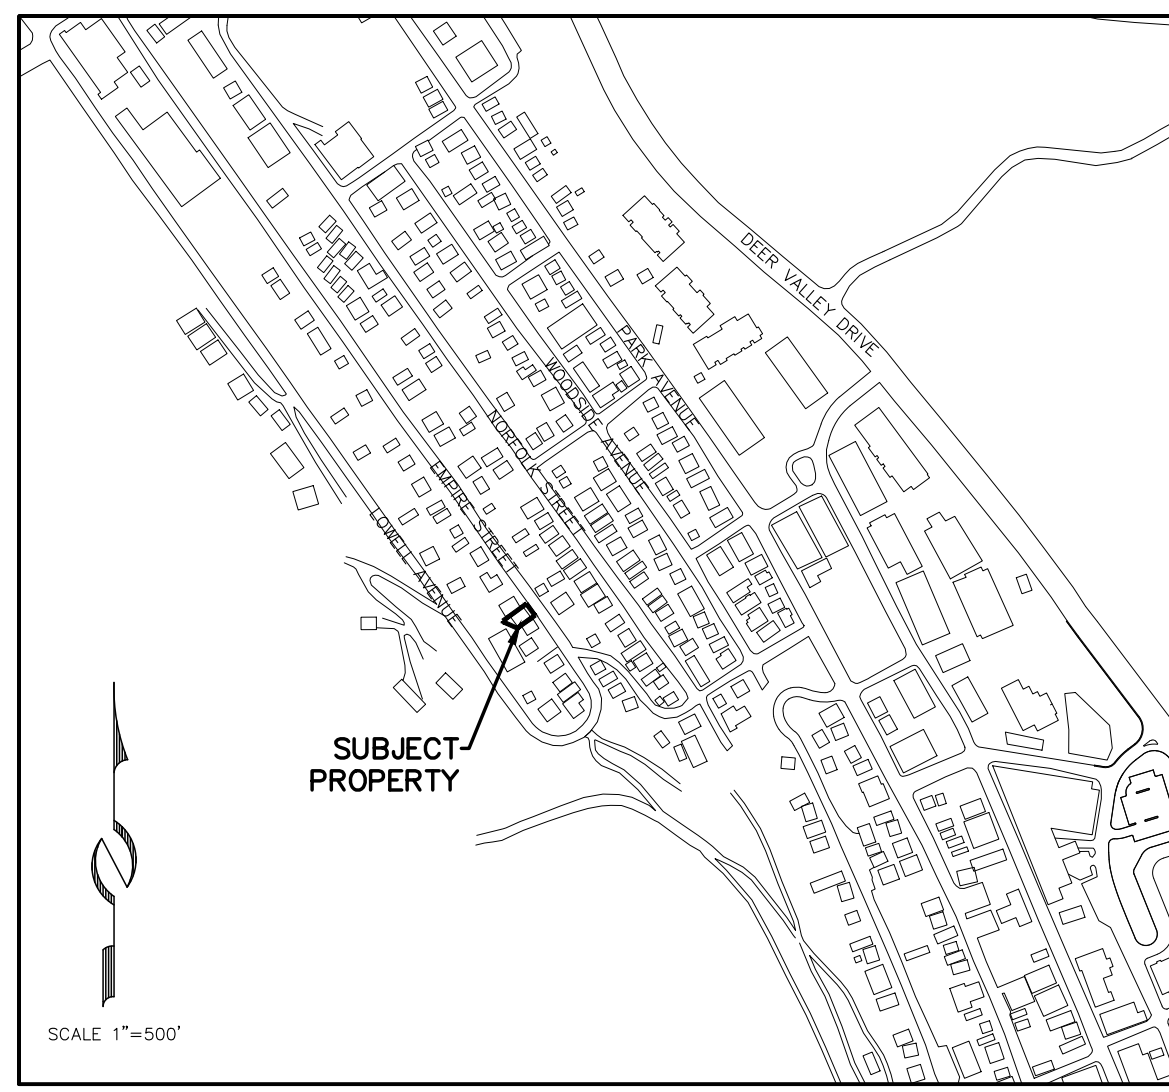 DEER VALLEY DRIVE
PARK AVENUE
WOODSIDE AVENUE
NORFOLK STREET
EMPIRE STREET
LOWELL AVENUE
SUBJECT
PROPERTY
SCALE 1"=500'